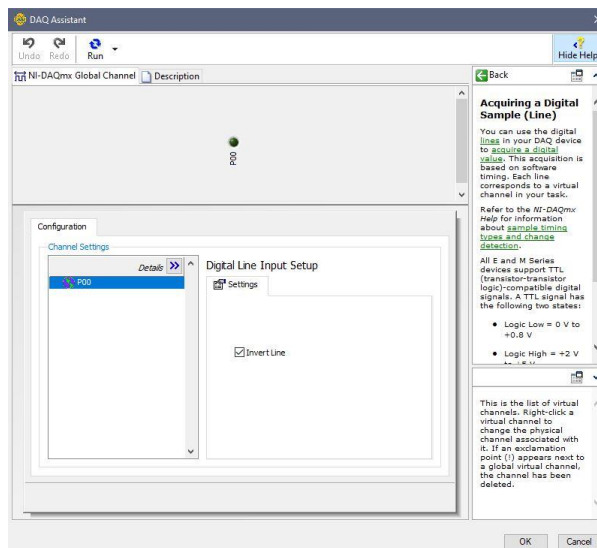 DAQ Assistant
Undo Redo Run
Hide Help
NI-DAQmx Global Channel Description
P00
Configuration
Channel Settings
Details
P00
Digital Line Input Setup
Settings
Invert Line
Back
Acquiring a Digital
Sample (Line)
You can use the digital
lines in your DAQ device
to acquire a digital
value. This acquisition is
based on software
timing. Each line
corresponds to a virtual
channel in your task.
Refer to the NI-DAQmx
Help for information
about sample timing
types and change
detection.
All E and M Series
devices support TTL
(transistor-transistor
logic)-compatible digital
signals. A TTL signal has
the following two states:
• Logic Low = 0 V to
+0.8 V
• Logic High = +2 V
This is the list of virtual
channels. Right-click a
virtual channel to
change the physical
channel associated with
it. If an exclamation
point (!) appears next to
a global virtual channel,
the channel has been
deleted.
OK Cancel